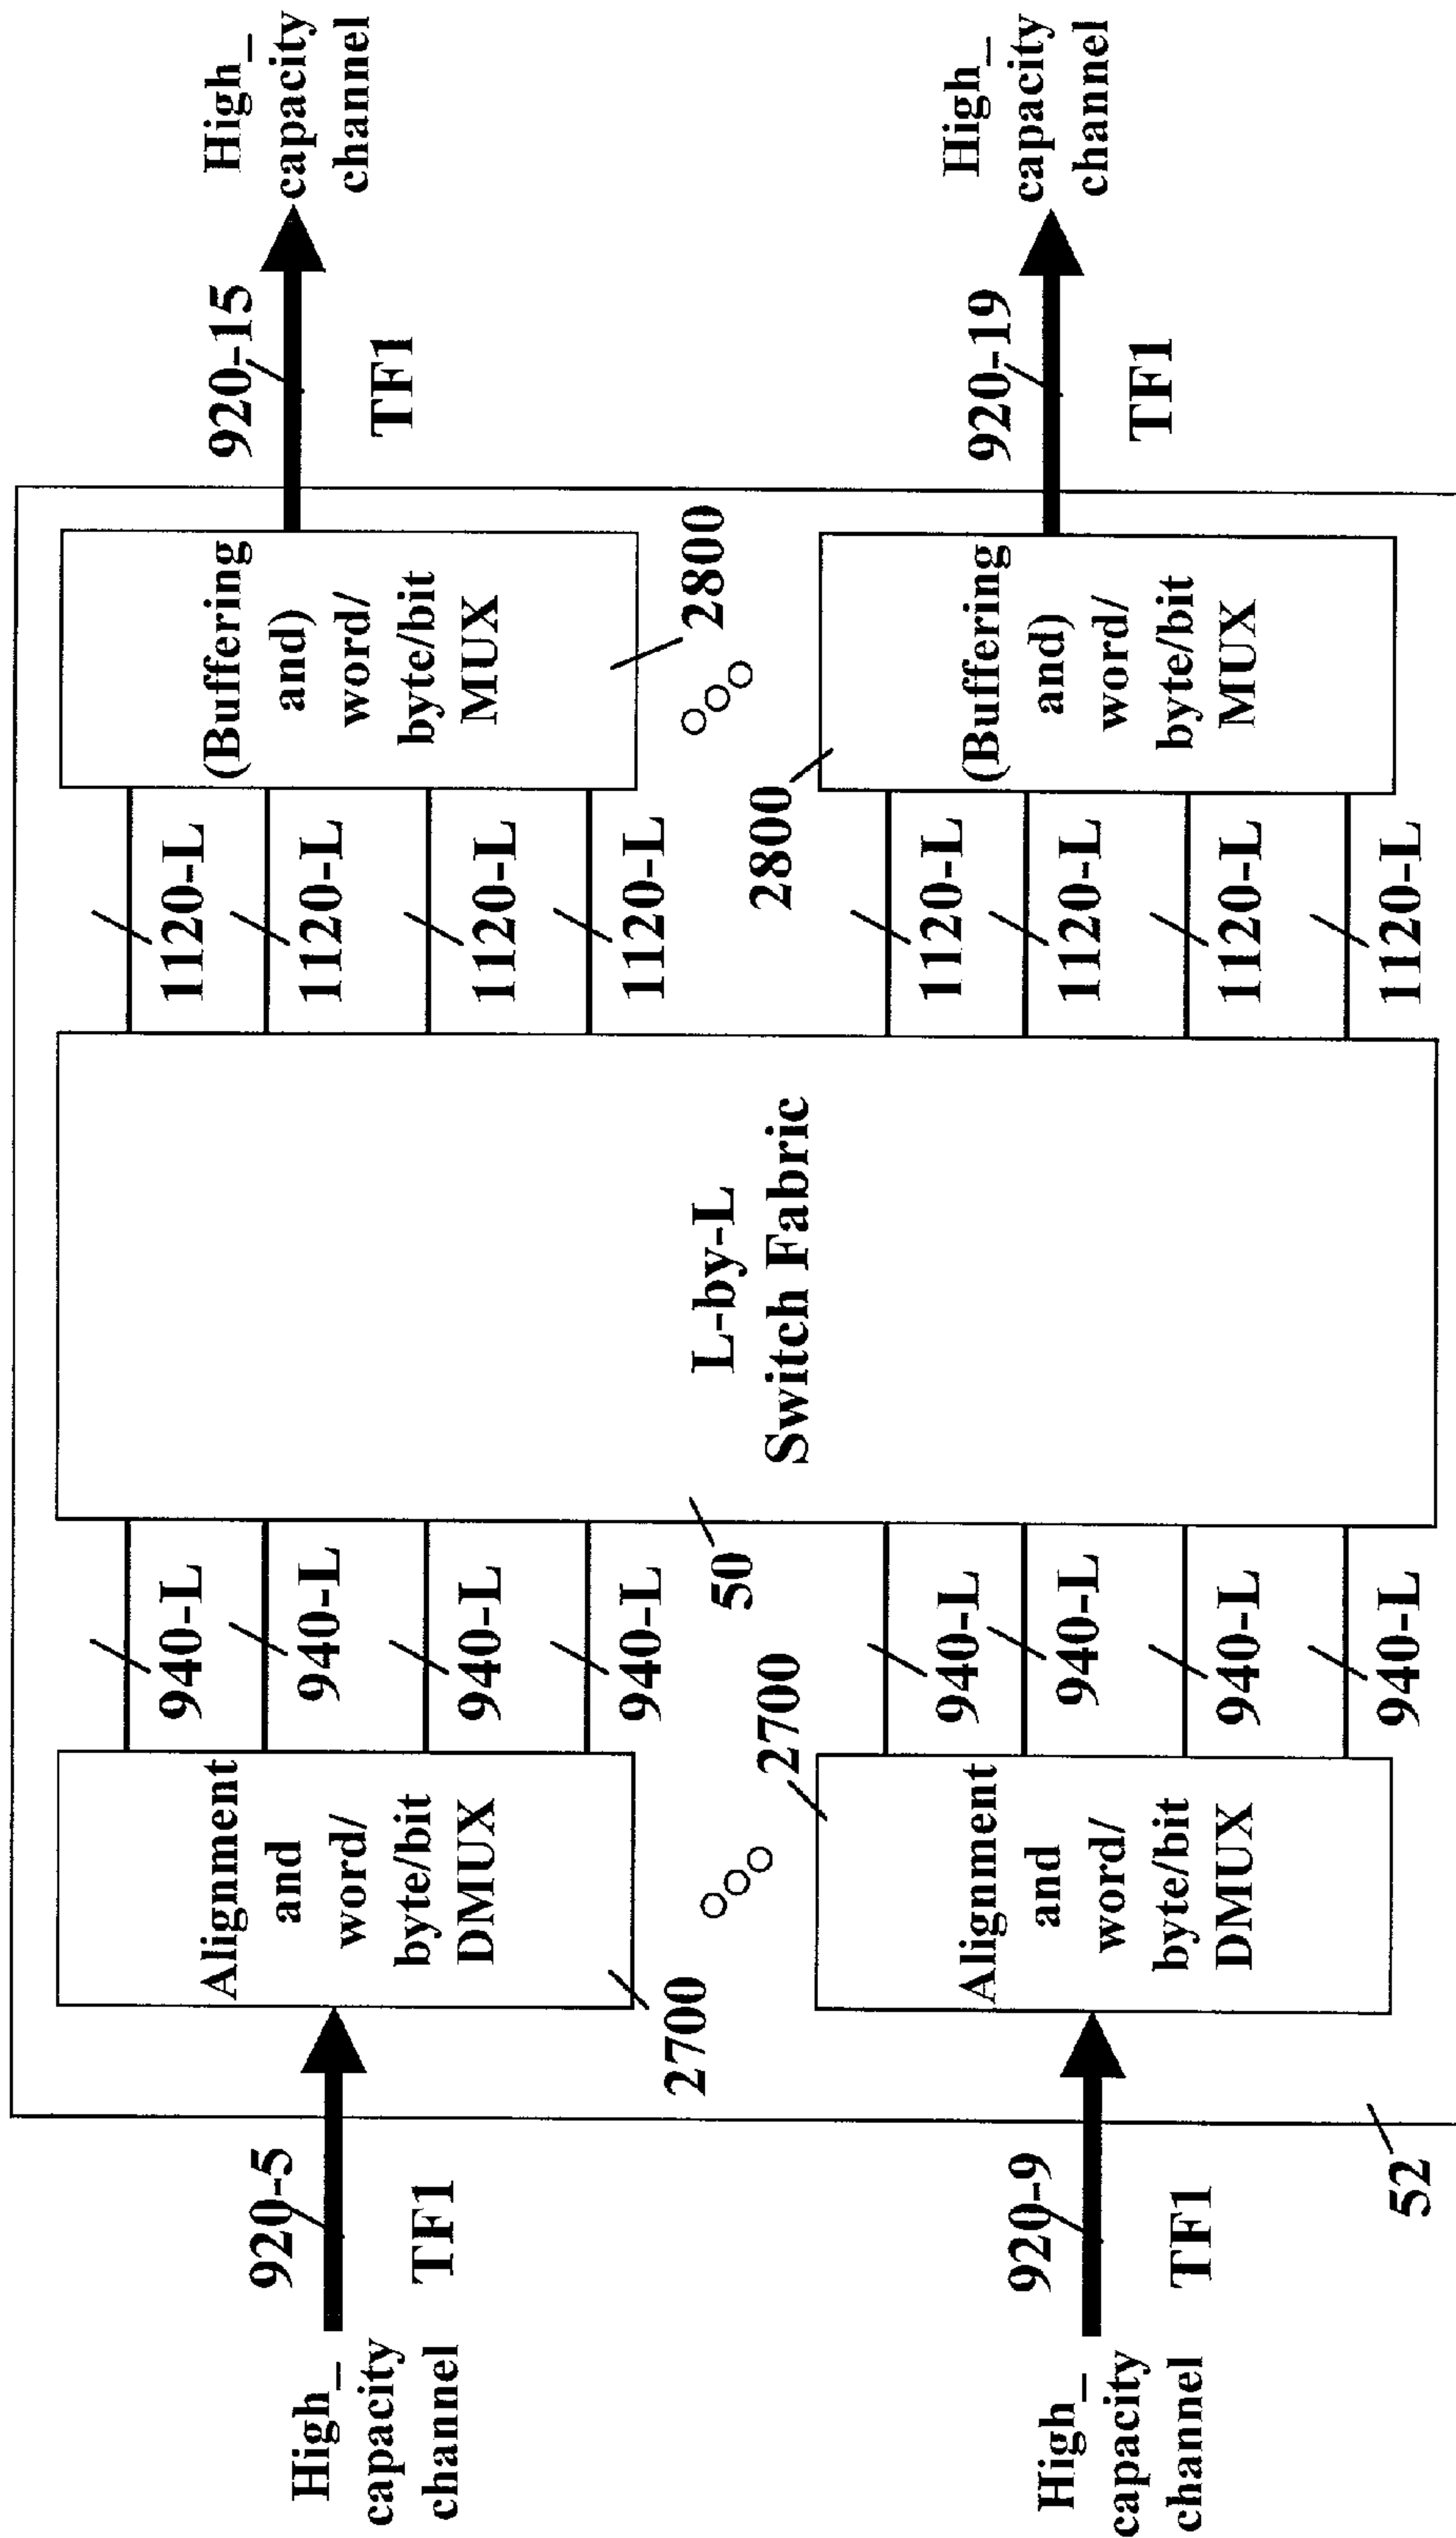 High_
capacity
channel
920-5
TF1
Alignment
and
word/
byte/bit
DMUX
2700
940-L
940-L
940-L
940-L
High_
capacity
channel
920-9
TF1
2700
Alignment
and
word/
byte/bit
DMUX
940-L
940-L
940-L
940-L
52
50
L-by-L
Switch Fabric
1120-L
1120-L
1120-L
1120-L
(Buffering
and)
word/
byte/bit
MUX
2800
920-15
TF1
High_
capacity
channel
1120-L
1120-L
1120-L
1120-L
2800
(Buffering
and)
word/
byte/bit
MUX
920-19
TF1
High_
capacity
channel